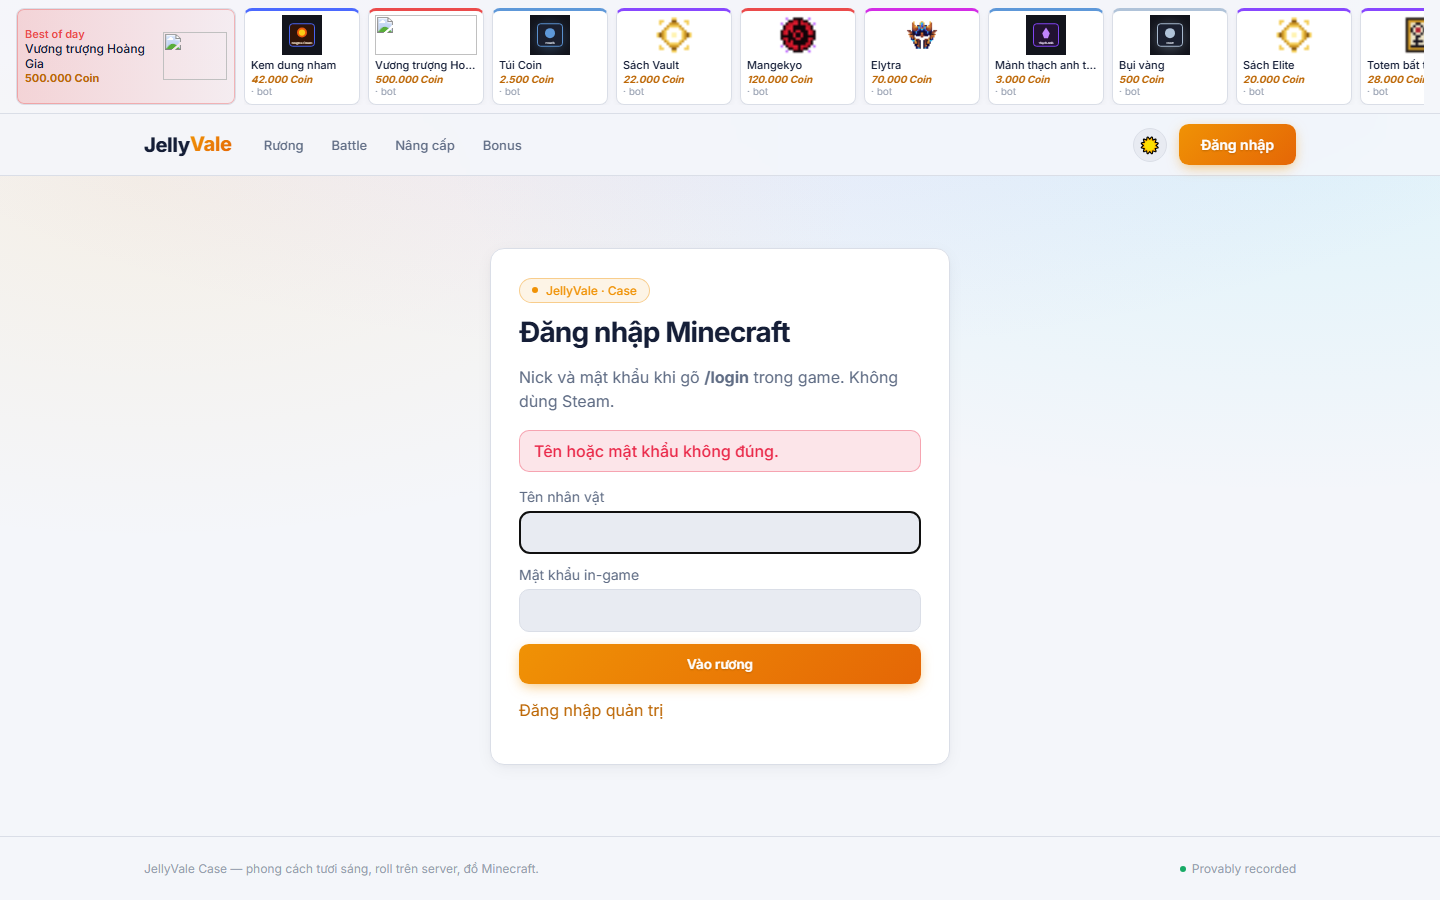 Best of day
Vương trượng Hoàng
Gia
500.000 Coin
Kem dung nham
42.000 Coin
· bot
Vương trượng Ho...
500.000 Coin
· bot
Túi Coin
2.500 Coin
· bot
Sách Vault
22.000 Coin
· bot
Mangekyo
120.000 Coin
· bot
Elytra
70.000 Coin
· bot
Mảnh thạch anh t...
3.000 Coin
· bot
Bụi vàng
500 Coin
· bot
Sách Elite
20.000 Coin
· bot
Totem bất
28.000 Coi
· bot
JellyVale
Rương
Battle
Nâng cấp
Bonus
Đăng nhập
JellyVale · Case
Đăng nhập Minecraft
Nick và mật khẩu khi gõ /login trong game. Không
dùng Steam.
Tên hoặc mật khẩu không đúng.
Tên nhân vật
Mật khẩu in-game
Vào rương
Đăng nhập quản trị
JellyVale Case — phong cách tươi sáng, roll trên server, đồ Minecraft.
Provably recorded